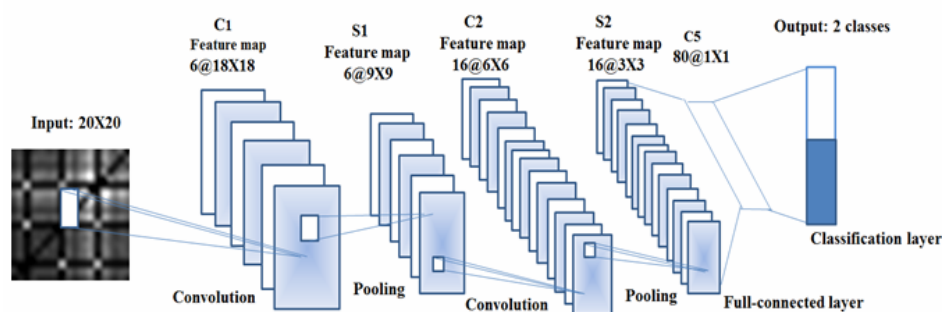 Input: 20X20
C1
Feature map
6@18X18
S1
Feature map
6@9X9
C2
Feature map
16@6X6
S2
Feature map
16@3X3
C5
80@1X1
Output: 2 classes
Convolution
Pooling
Convolution
Pooling
Full-connected layer
Classification layer